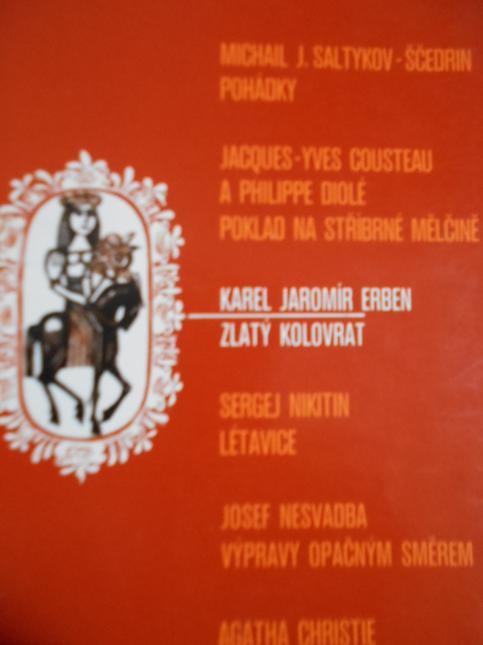 MICHAIL J. SALTYKOV-ŠČEDRIN
POHÁDKY
JACQUES-YVES COUSTEAU
A PHILIPPE DIOLÉ
POKLAD NA STŘÍBRNÉ MĚLČINĚ
KAREL JAROMÍR ERBEN
ZLATÝ KOLOVRAT
SERGEJ NIKITIN
LÉTAVICE
JOSEF NESVADBA
VÝPRAVY OPAČNÝM SMĚREM
AGATHA CHRISTIE